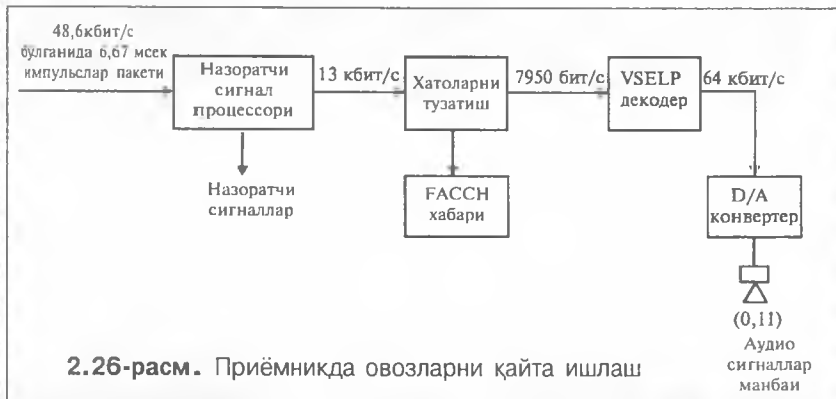 48,6кбит/с
бўлганида 6,67 мсек
импульслар пакети
Назоратчи
сигнал
процессори
13 кбит/с
Хатоларни
тузатиш
7950 бит/с
VSELP
декодер
64 кбит/с
Назоратчи
сигналлар
FACCH
хабари
D/A
конвертер
(0,11)
Аудио
сигналлар
манбаи
2.26-расм. Приёмникда овозларни қайта ишлаш